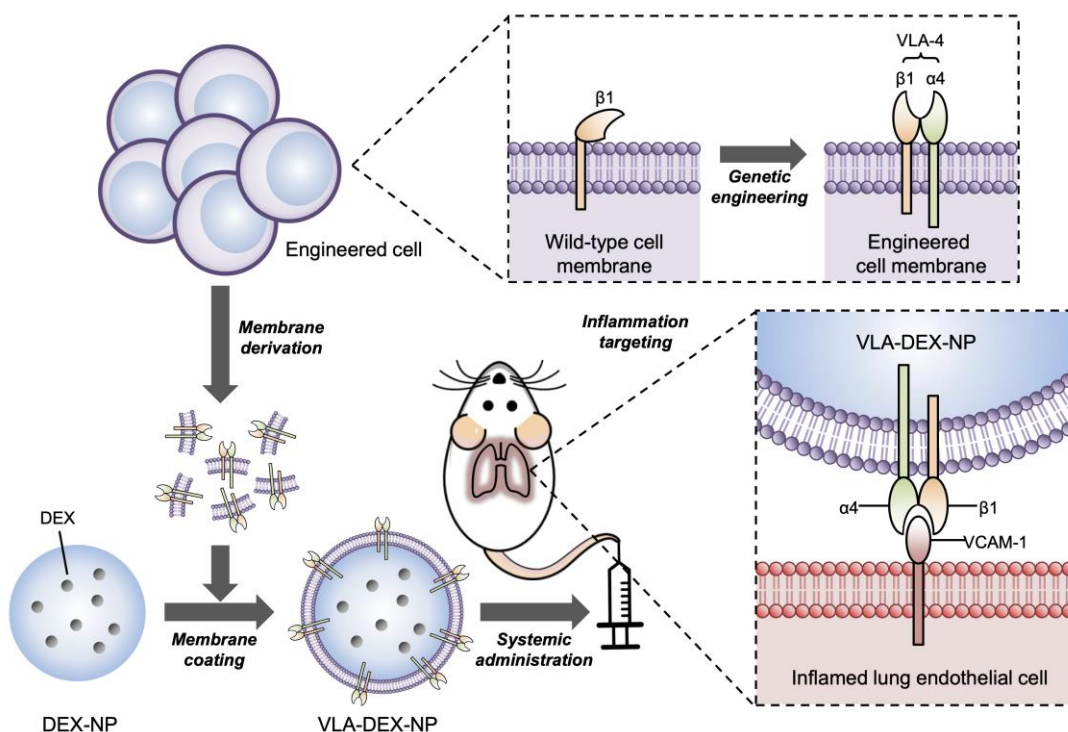 VLA-4
β1
α4
β1
Genetic
engineering
Wild-type cell
membrane
Engineered
cell membrane
Engineered cell
Membrane
derivation
Inflammation
targeting
VLA-DEX-NP
α4
β1
VCAM-1
Inflamed lung endothelial cell
DEX
Membrane
coating
Systemic
administration
DEX-NP
VLA-DEX-NP